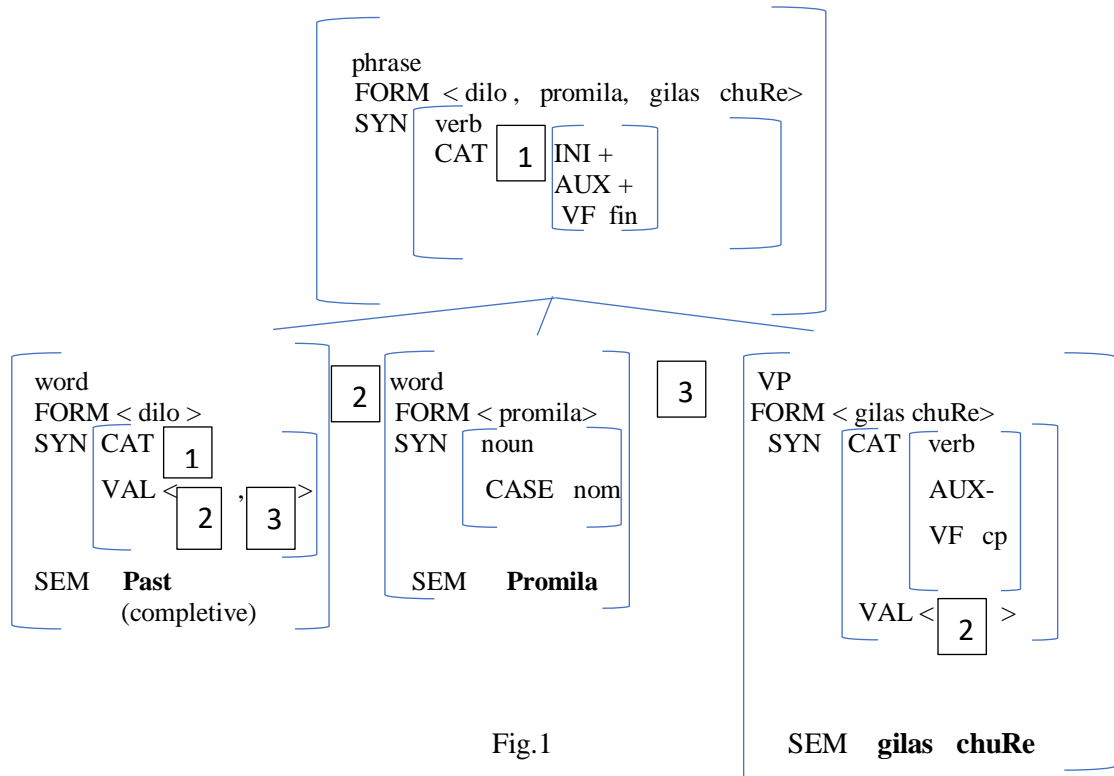 phrase
FORM < dilo , promila, gilas chuRe>
SYN verb
CAT 1 INI +
AUX +
VF fin
word
FORM < dilo >
SYN CAT 1
VAL < 2 , 3 >
SEM Past
(completive)
2 word
FORM < promila>
SYN noun
CASE nom
SEM Promila
3 VP
FORM < gilas chuRe>
SYN CAT verb
AUX-
VF cp
VAL < 2 >
SEM gilas chuRe
Fig.1